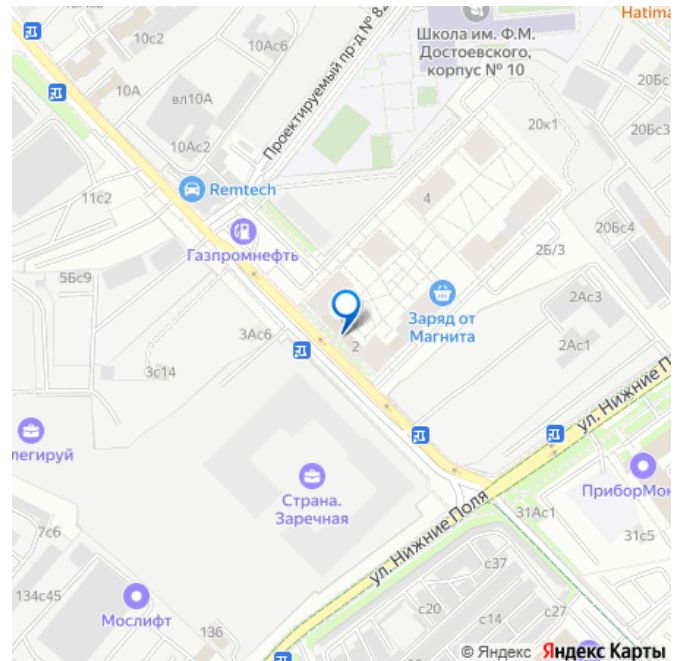 Hatima
Школа им. Ф.М.
Достоевского,
корпус № 10
10с2
10Ас6
Проектируемый пр-д № 82
10А
вл10А
20Бс2
20к1
20Бс3
10Ас2
11с2
Remtech
4
20Бс4
Газпромнефть
2Б/3
5Бс9
2Ас3
Заряд от
Магнита
3Ас6
2
2Ас1
3с14
ул. Нижние П
легируй
Страна.
Заречная
ПриборМон
31Ас1
ул. Нижние Поля
31с5
7с6
с37
134с45
с20
с27
с14
Мослифт
136
© Яндекс Яндекс Карты